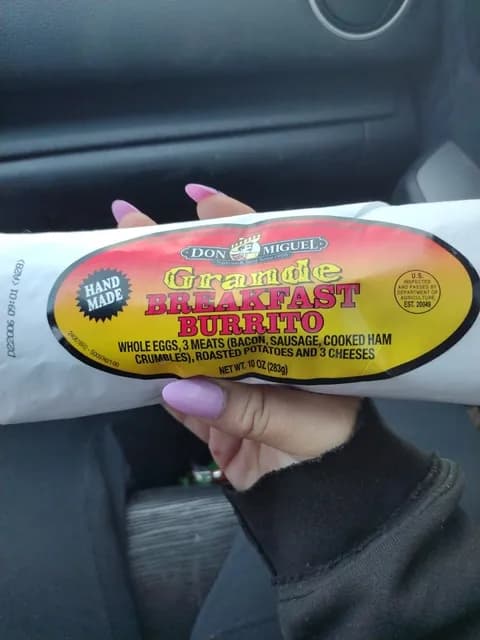 DON MIGUEL
Grande
BREAKFAST
BURRITO
HAND
MADE
U.S.
INSPECTED
AND PASSED BY
DEPARTMENT OF
AGRICULTURE
EST. 20049
WHOLE EGGS, 3 MEATS (BACON, SAUSAGE, COOKED HAM
CRUMBLES), ROASTED POTATOES AND 3 CHEESES
NET WT. 10 OZ (283g)